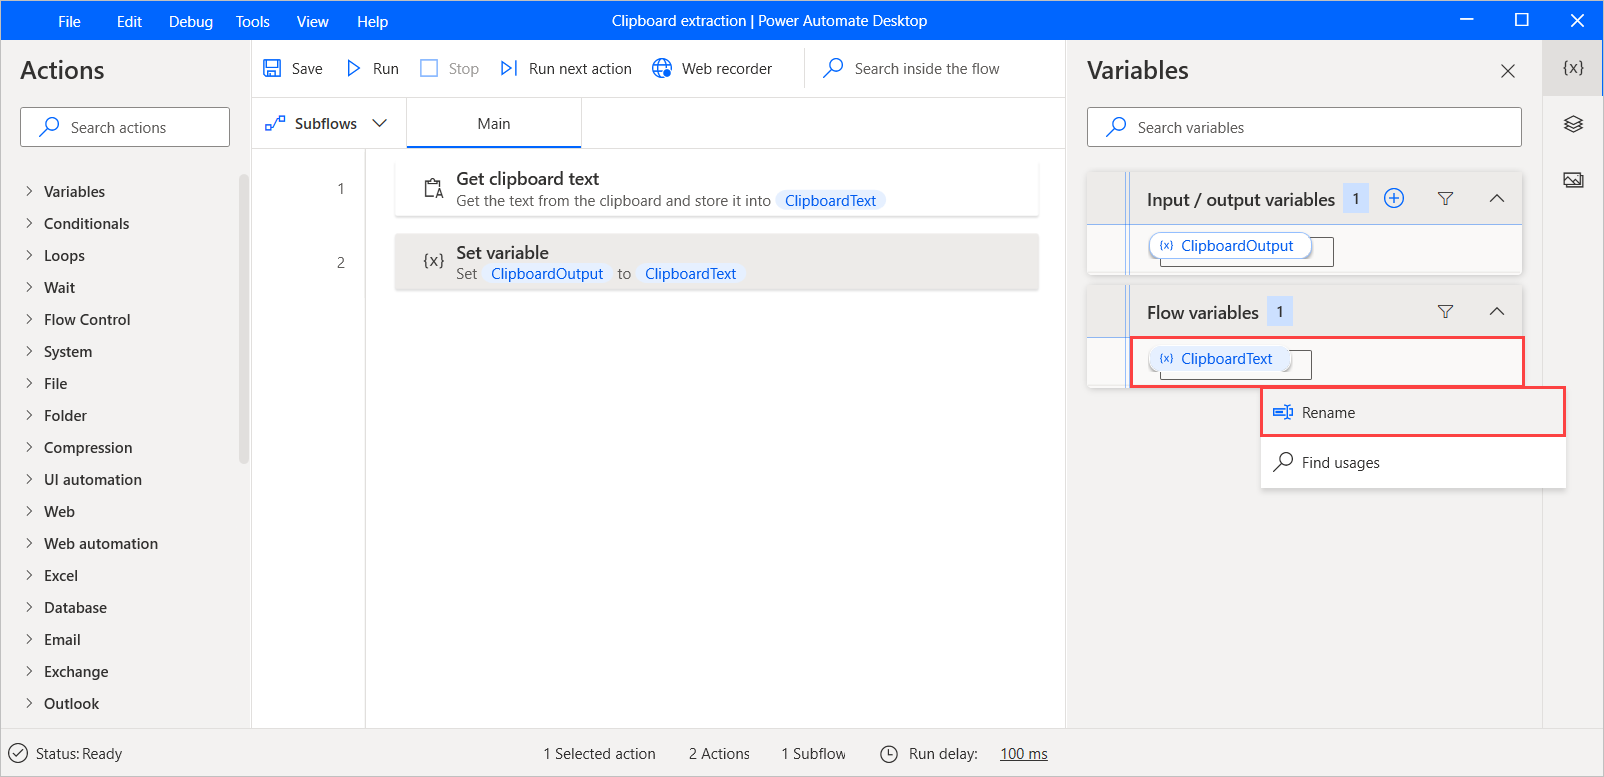 File Edit Debug Tools View Help Clipboard extraction | Power Automate Desktop
Actions
Search actions
Variables
Conditionals
Loops
Wait
Flow Control
System
File
Folder
Compression
UI automation
Web
Web automation
Excel
Database
Email
Exchange
Outlook
Save Run Stop Run next action Web recorder Search inside the flow
Subflows Main
1 Get clipboard text
Get the text from the clipboard and store it into ClipboardText
2 {x} Set variable
Set ClipboardOutput to ClipboardText
Variables
{x}
Search variables
Input / output variables 1
{x} ClipboardOutput
Flow variables 1
{x} ClipboardText
Rename
Find usages
Status: Ready 1 Selected action 2 Actions 1 Subflow Run delay: 100 ms